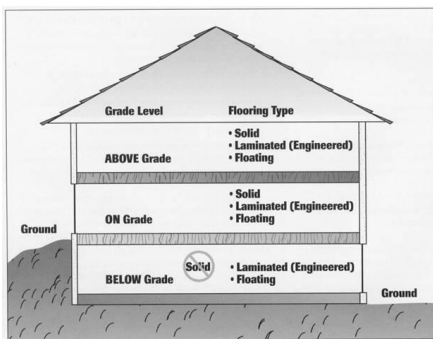 Grade Level Flooring Type
• Solid
• Laminated (Engineered)
ABOVE Grade • Floating
• Solid
• Laminated (Engineered)
ON Grade • Floating
Ground
Solid • Laminated (Engineered)
BELOW Grade • Floating
Ground